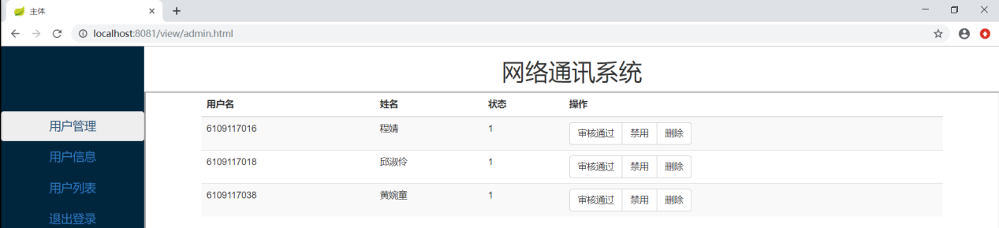 主体
localhost:8081/view/admin.html
网络通讯系统
用户管理
用户信息
用户列表
退出登录
用户名 姓名 状态 操作
6109117016 程婧 1 审核通过 禁用 删除
6109117018 邱淑伶 1 审核通过 禁用 删除
6109117038 黄婉童 1 审核通过 禁用 删除